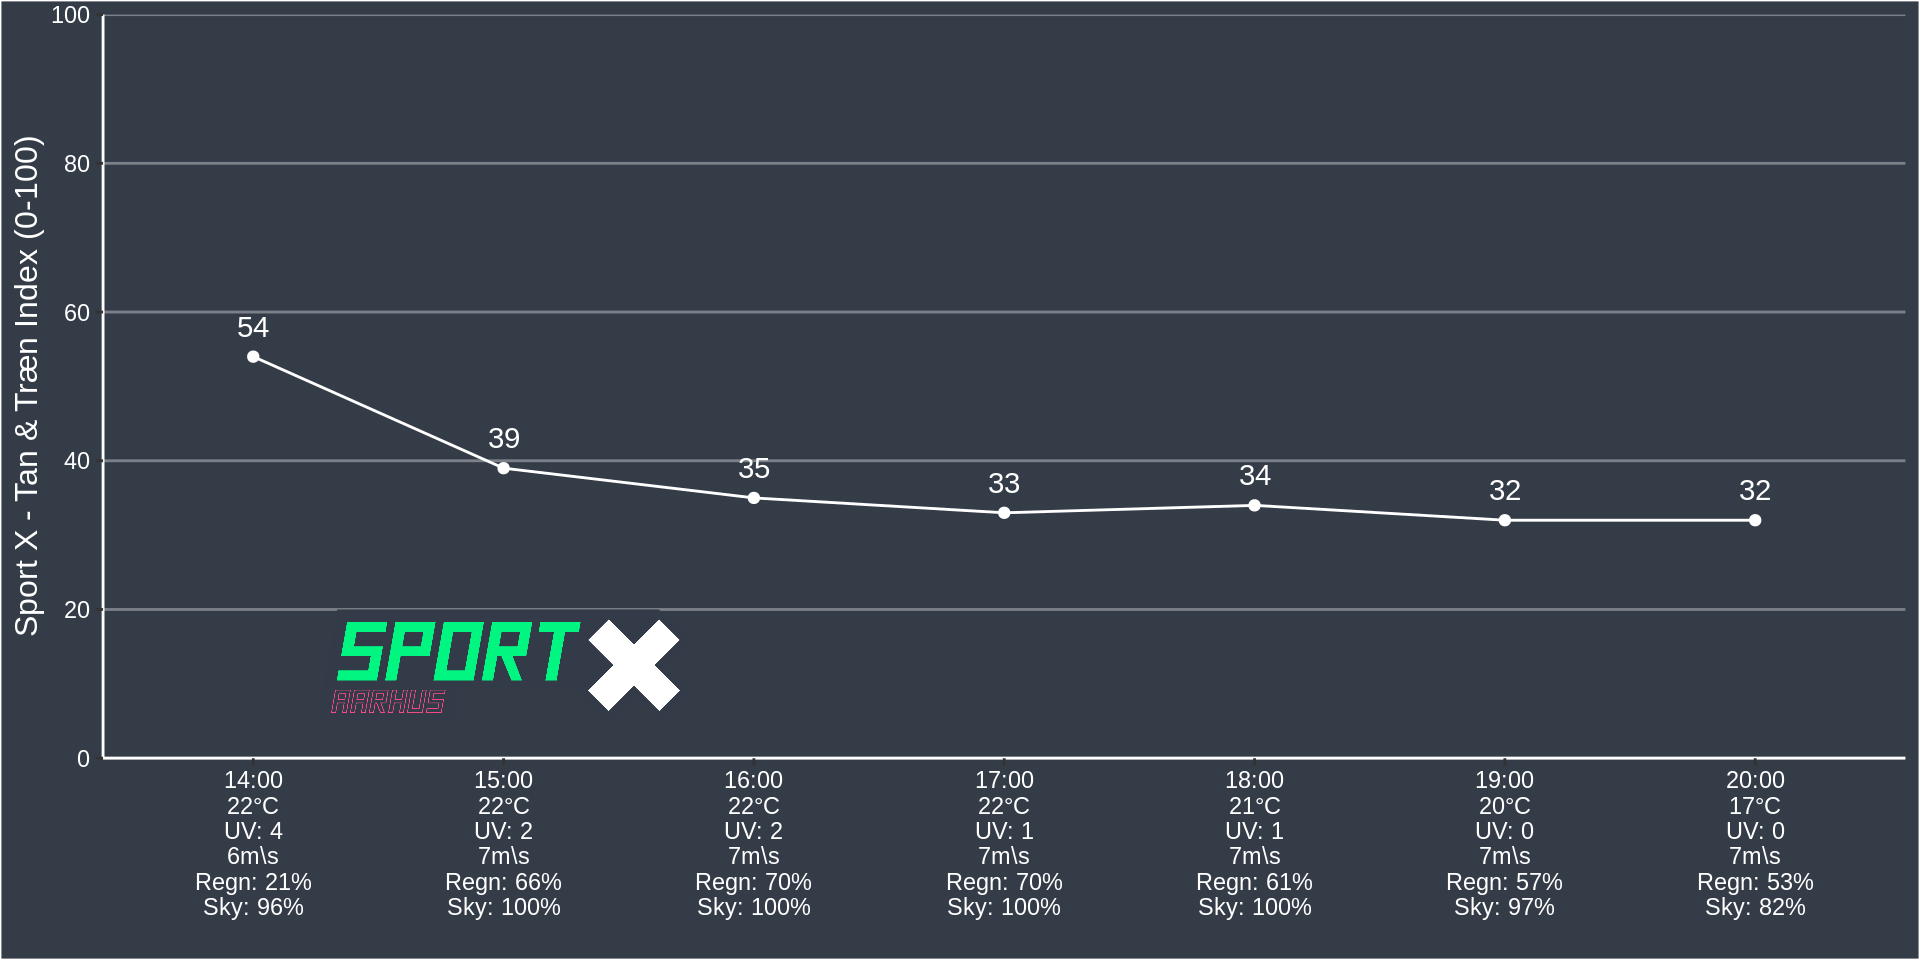 Sport X - Tan & Træn Index (0-100)
100
80
60
40
20
0
54
39
35
33
34
32
32
SPORT X
AARHUS
14:00
22°C
UV: 4
6m\s
Regn: 21%
Sky: 96%
15:00
22°C
UV: 2
7m\s
Regn: 66%
Sky: 100%
16:00
22°C
UV: 2
7m\s
Regn: 70%
Sky: 100%
17:00
22°C
UV: 1
7m\s
Regn: 70%
Sky: 100%
18:00
21°C
UV: 1
7m\s
Regn: 61%
Sky: 100%
19:00
20°C
UV: 0
7m\s
Regn: 57%
Sky: 97%
20:00
17°C
UV: 0
7m\s
Regn: 53%
Sky: 82%